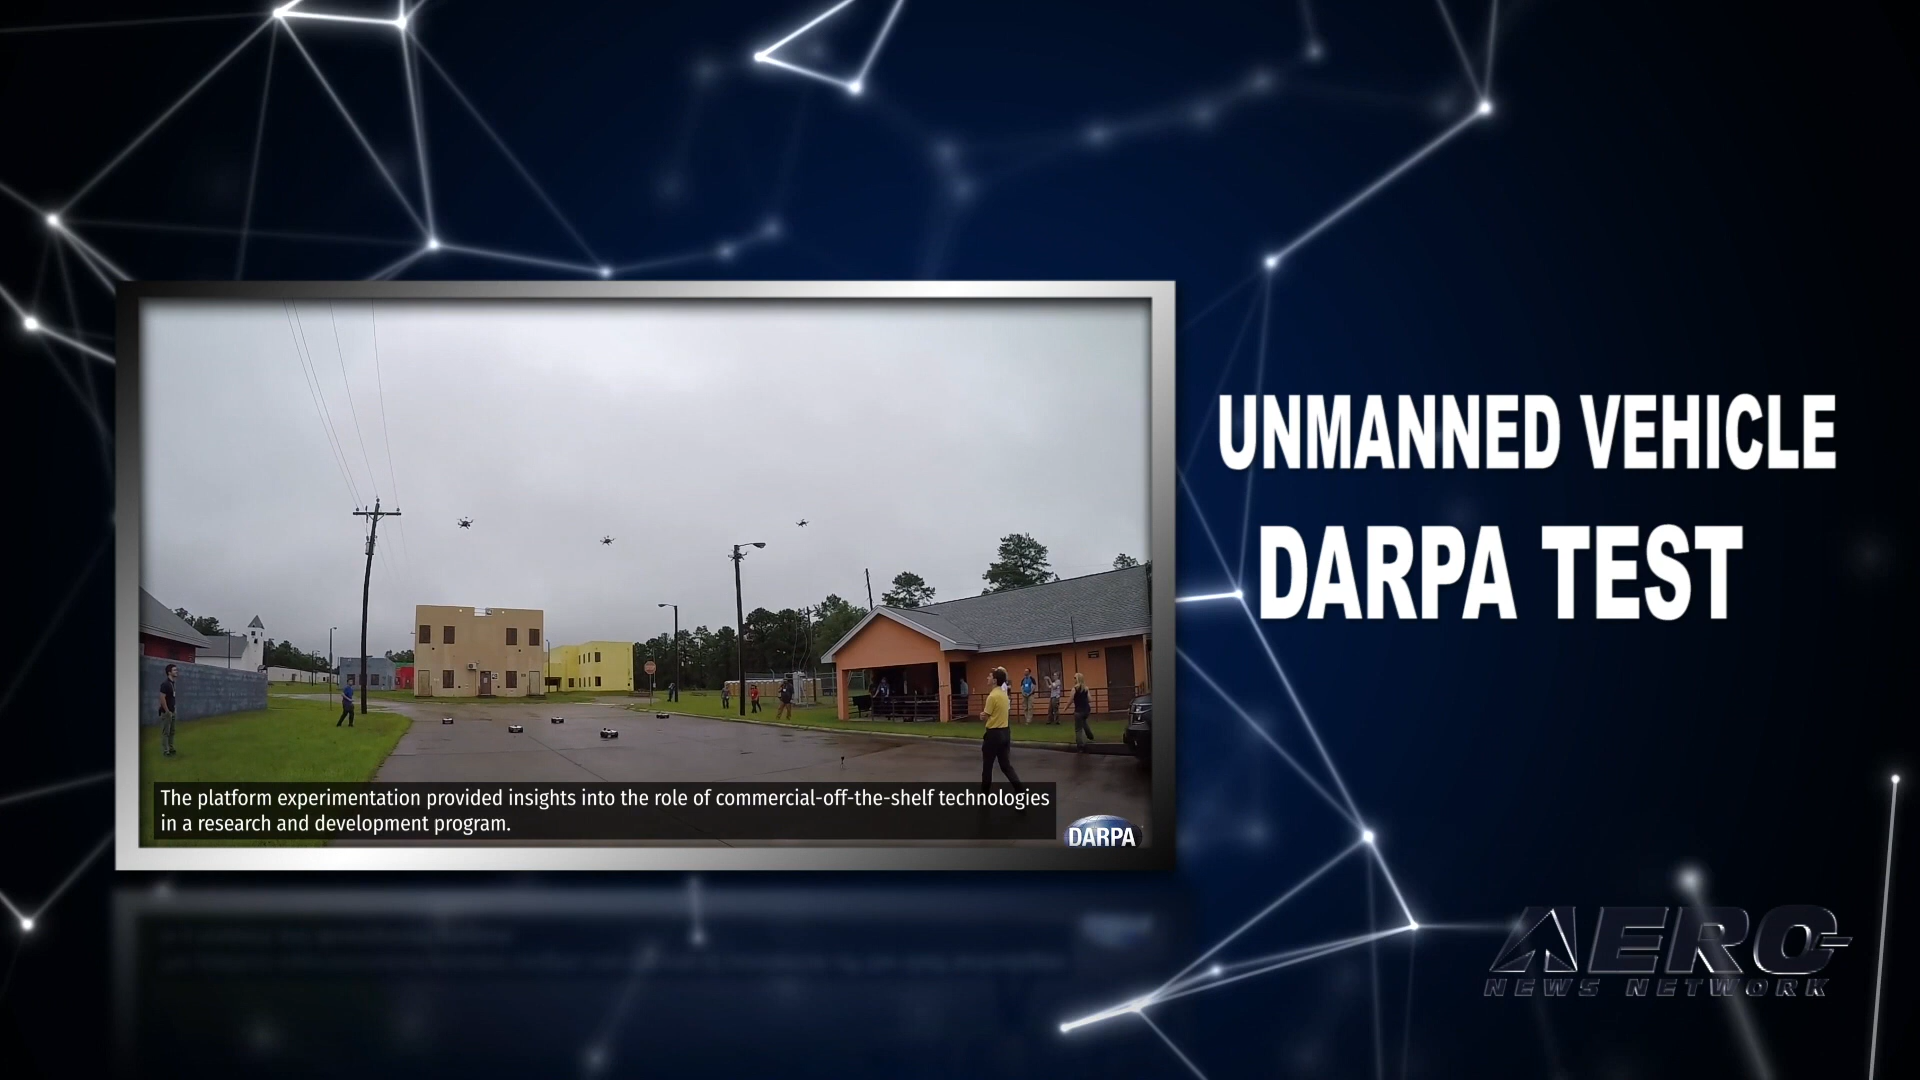 UNMANNED VEHICLE
DARPA TEST
The platform experimentation provided insights into the role of commercial-off-the-shelf technologies
in a research and development program.
DARPA
AERO
NEWS NETWORK